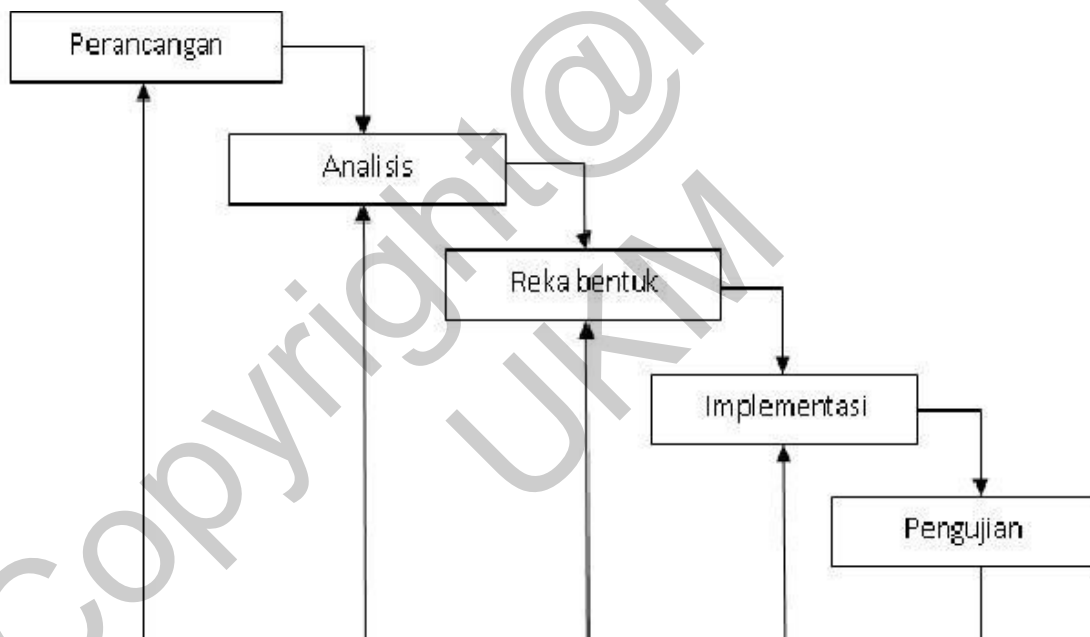 Perancangan
Analisis
Reka bentuk
Implementasi
Pengujian
Copyright@
UKM